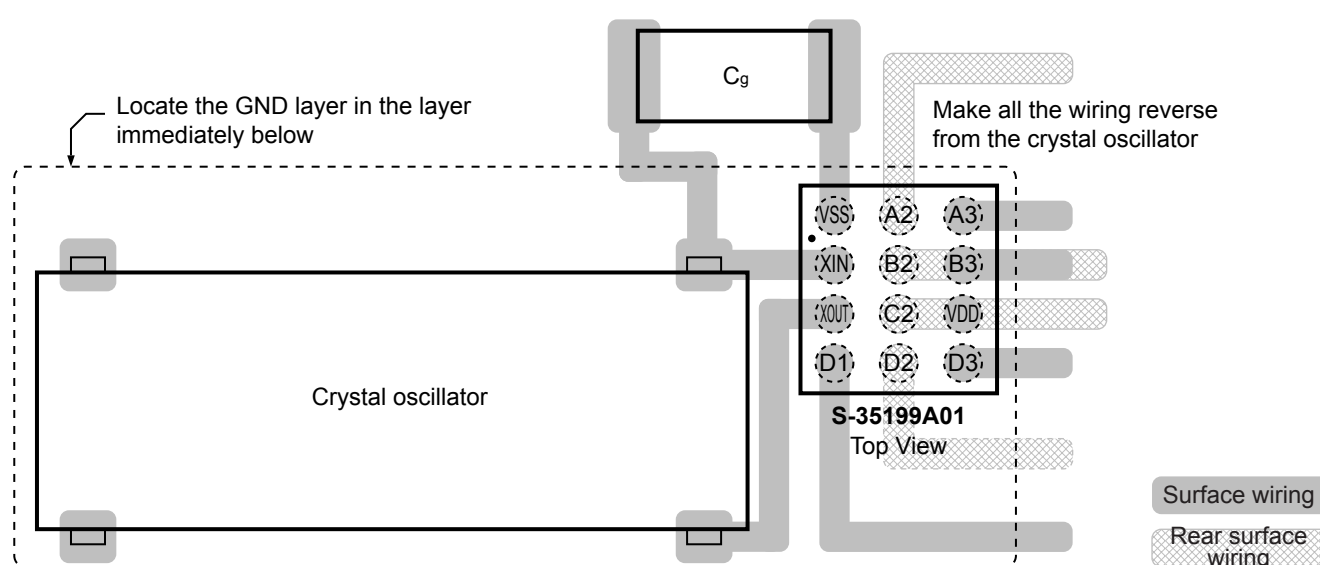 Cg
Locate the GND layer in the layer
immediately below
Make all the wiring reverse
from the crystal oscillator
VSS A2 A3
XIN B2 B3
XOUT C2 VDD
D1 D2 D3
Crystal oscillator
S-35199A01
Top View
Surface wiring
Rear surface
wiring